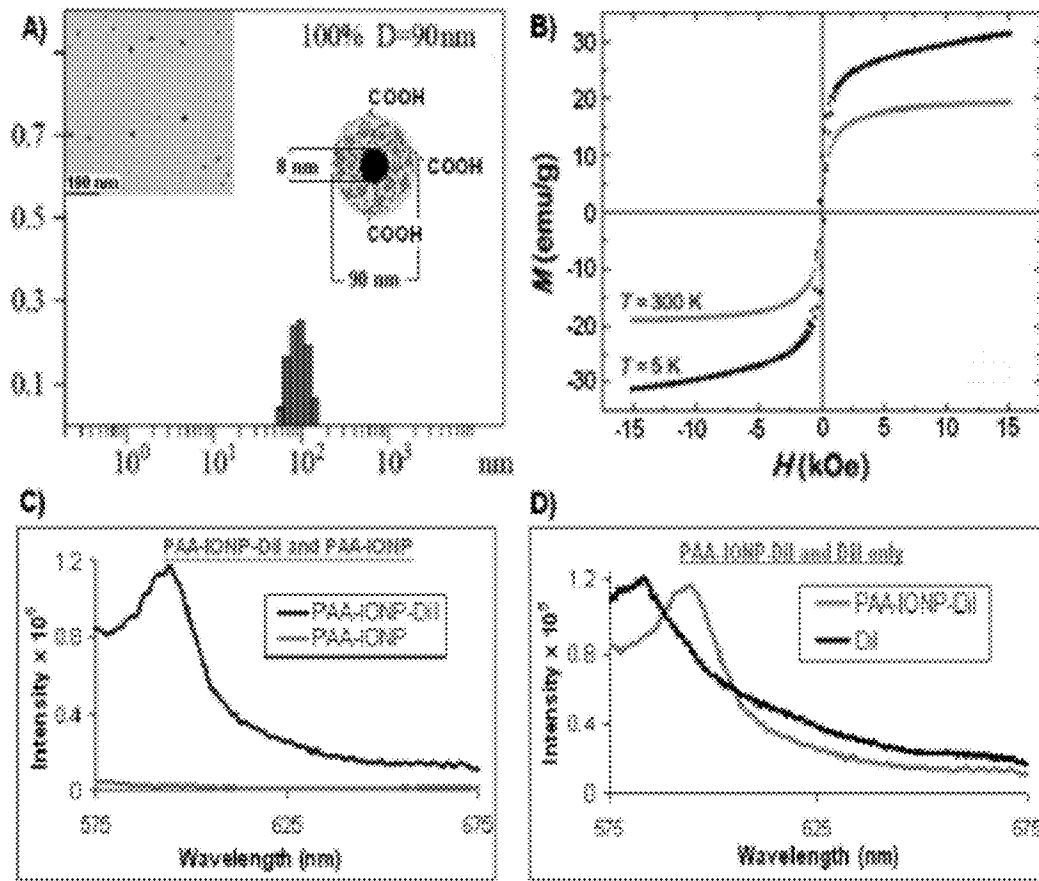 A)
100% D=90nm
COOH
8 nm
COOH
COOH
90 nm
100 nm
0.7
0.5
0.3
0.1
10⁰ 10¹ 10² 10³ nm
B)
M (emu/g)
30
20
10
0
-10
-20
-30
T = 300 K
T = 5 K
-15 -10 -5 0 5 10 15
H (kOe)
C)
PAA-IONP-DiI and PAA-IONP
PAA-IONP-DiI
PAA-IONP
Intensity × 10⁵
1.2
0.8
0.4
0
575 625 675
Wavelength (nm)
D)
PAA-IONP-DiI and DiI only
PAA-IONP-DiI
DiI
Intensity × 10⁵
1.2
0.8
0.4
0
575 625 675
Wavelength (nm)